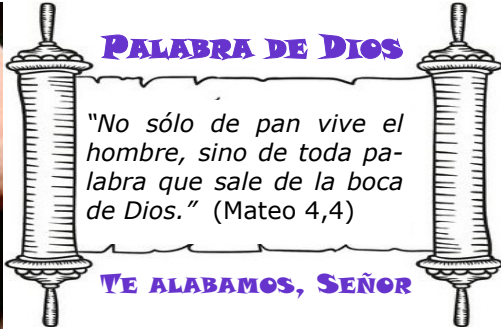 PALABRA DE DIOS
“No sólo de pan vive el
hombre, sino de toda pa-
labra que sale de la boca
de Dios.” (Mateo 4,4)
TE ALABAMOS, SEÑOR